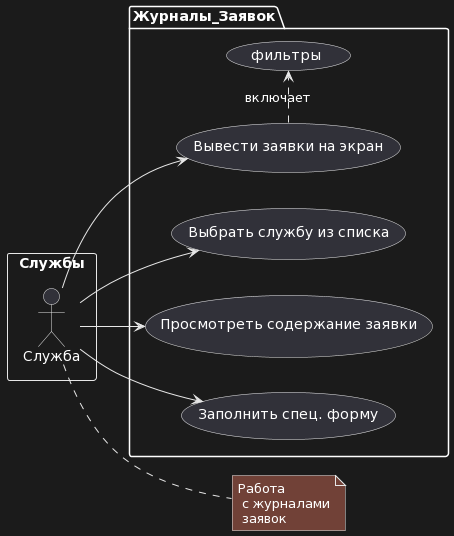 Журналы_Заявок
фильтры
включает
Вывести заявки на экран
Выбрать службу из списка
Службы
Служба
Просмотреть содержание заявки
Заполнить спец. форму
Работа
с журналами
заявок